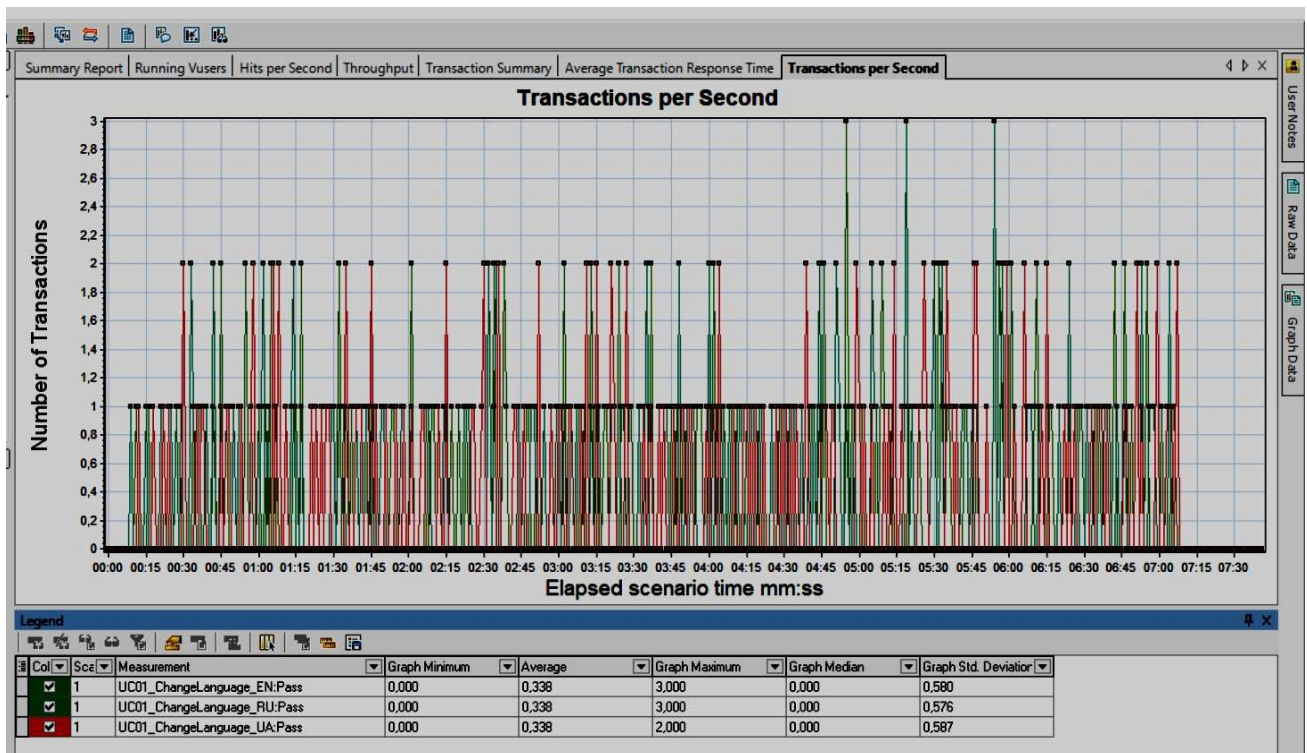 Summary Report Running Vusers Hits per Second Throughput Transaction Summary Average Transaction Response Time Transactions per Second
Transactions per Second
Number of Transactions
3
2,8
2,6
2,4
2,2
2
1,8
1,6
1,4
1,2
1
0,8
0,6
0,4
0,2
0
00:00 00:15 00:30 00:45 01:00 01:15 01:30 01:45 02:00 02:15 02:30 02:45 03:00 03:15 03:30 03:45 04:00 04:15 04:30 04:45 05:00 05:15 05:30 05:45 06:00 06:15 06:30 06:45 07:00 07:15 07:30
Elapsed scenario time mm:ss
User Notes
Raw Data
Graph Data
Legend
Col Sca Measurement Graph Minimum Average Graph Maximum Graph Median Graph Std. Deviation
1 UC01_ChangeLanguage_EN:Pass 0,000 0,338 3,000 0,000 0,580
1 UC01_ChangeLanguage_RU:Pass 0,000 0,338 3,000 0,000 0,576
1 UC01_ChangeLanguage_UA:Pass 0,000 0,338 2,000 0,000 0,587